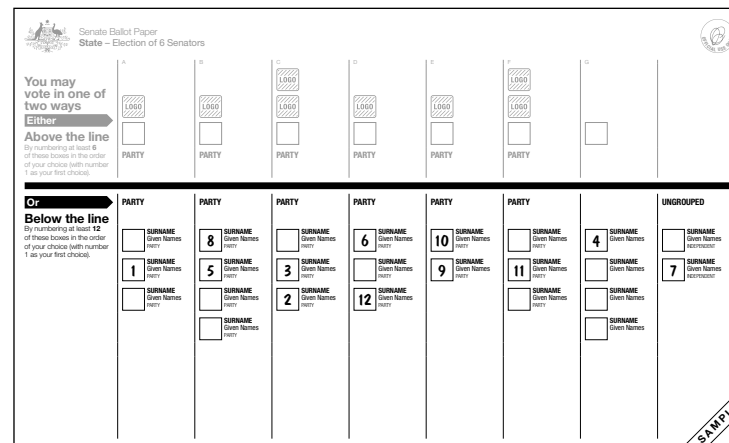 Senate Ballot Paper
State – Election of 6 Senators
A B C D E F G
You may
vote in one of
two ways
Either
Above the line
By numbering at least 6
of these boxes in the order
of your choice (with number
1 as your first choice).
LOGO
LOGO
LOGO LOGO LOGO LOGO LOGO LOGO
PARTY PARTY PARTY PARTY PARTY PARTY
Or
Below the line
By numbering at least 12
of these boxes in the order
of your choice (with number
1 as your first choice).
PARTY PARTY PARTY PARTY PARTY PARTY UNGROUPED
SURNAME
Given Names
PARTY
8 SURNAME
Given Names
PARTY
SURNAME
Given Names
PARTY
6 SURNAME
Given Names
PARTY
10 SURNAME
Given Names
PARTY
SURNAME
Given Names
PARTY
4 SURNAME
Given Names
SURNAME
Given Names
INDEPENDENT
1 SURNAME
Given Names
PARTY
5 SURNAME
Given Names
PARTY
3 SURNAME
Given Names
PARTY
SURNAME
Given Names
PARTY
9 SURNAME
Given Names
PARTY
11 SURNAME
Given Names
PARTY
SURNAME
Given Names
7 SURNAME
Given Names
INDEPENDENT
SURNAME
Given Names
PARTY
SURNAME
Given Names
PARTY
2 SURNAME
Given Names
PARTY
12 SURNAME
Given Names
PARTY
SURNAME
Given Names
PARTY
SURNAME
Given Names
SURNAME
Given Names
PARTY
SURNAME
Given Names
SAMPL